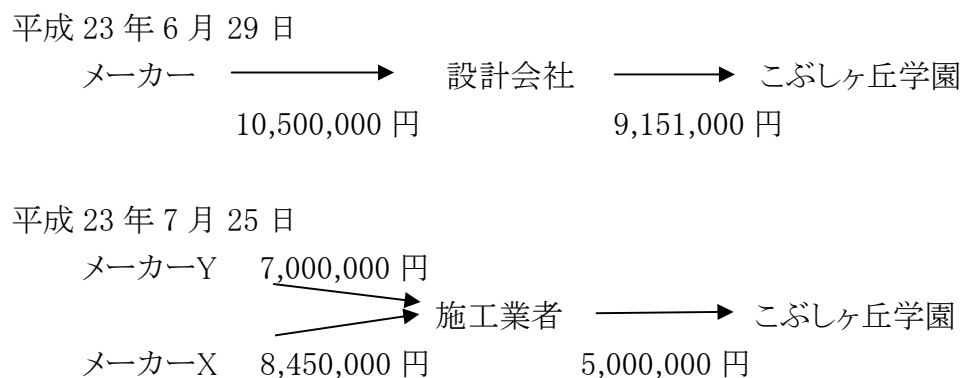 平成 23 年 6 月 29 日
メーカー 設計会社 こぶしヶ丘学園
10,500,000 円 9,151,000 円
平成 23 年 7 月 25 日
メーカーY 7,000,000 円
施工業者 こぶしヶ丘学園
メーカーX 8,450,000 円 5,000,000 円